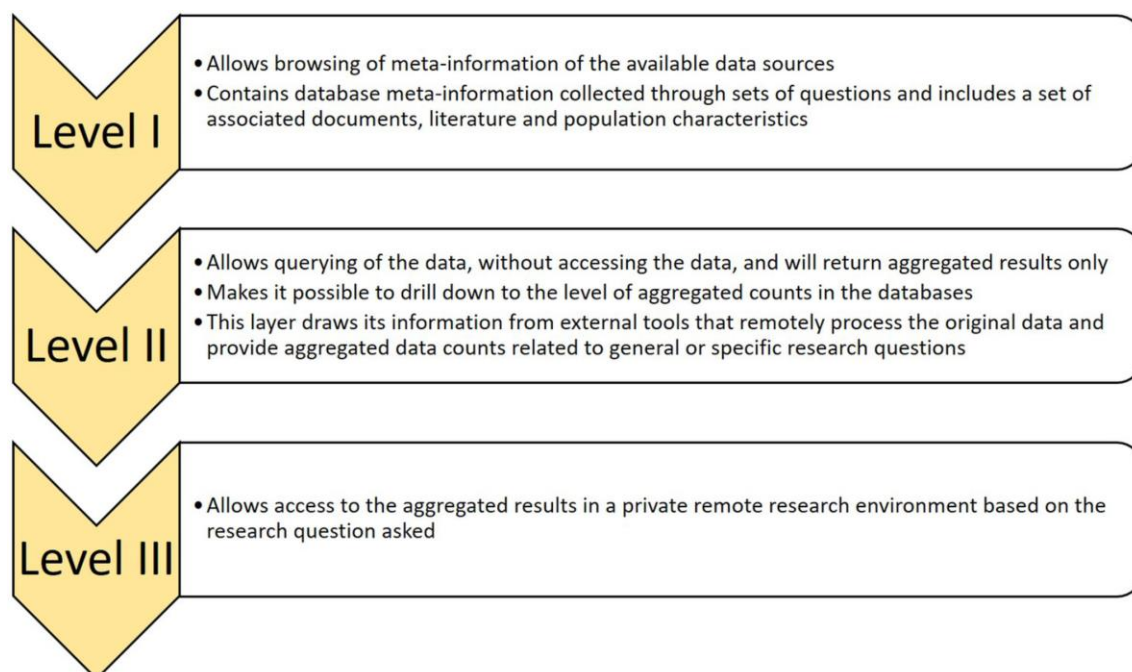 Level I
• Allows browsing of meta-information of the available data sources
• Contains database meta-information collected through sets of questions and includes a set of
associated documents, literature and population characteristics
Level II
• Allows querying of the data, without accessing the data, and will return aggregated results only
• Makes it possible to drill down to the level of aggregated counts in the databases
• This layer draws its information from external tools that remotely process the original data and
provide aggregated data counts related to general or specific research questions
Level III
• Allows access to the aggregated results in a private remote research environment based on the
research question asked